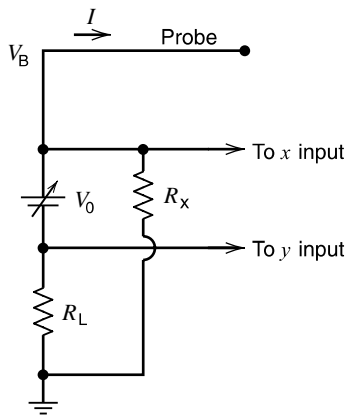 I
V_B
Probe
To x input
V_0
R_x
To y input
R_L